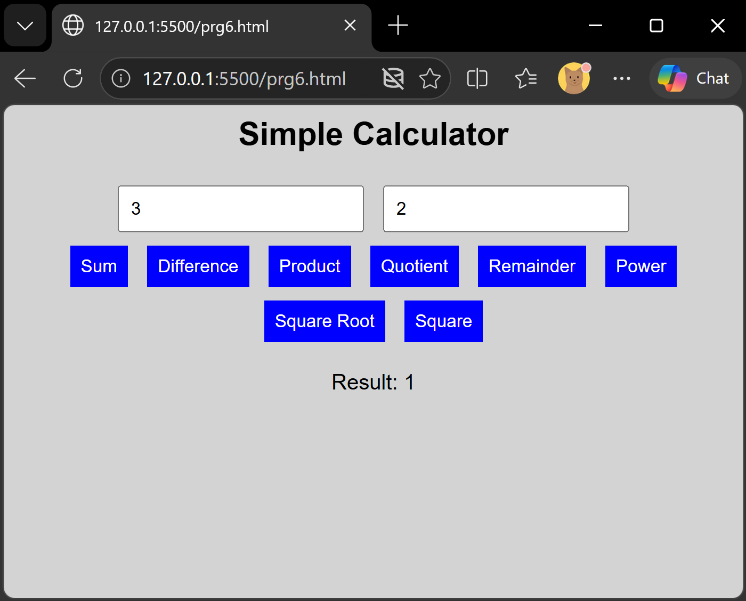 127.0.0.1:5500/prg6.html
127.0.0.1:5500/prg6.html
Chat
Simple Calculator
3 2
Sum Difference Product Quotient Remainder Power
Square Root Square
Result: 1